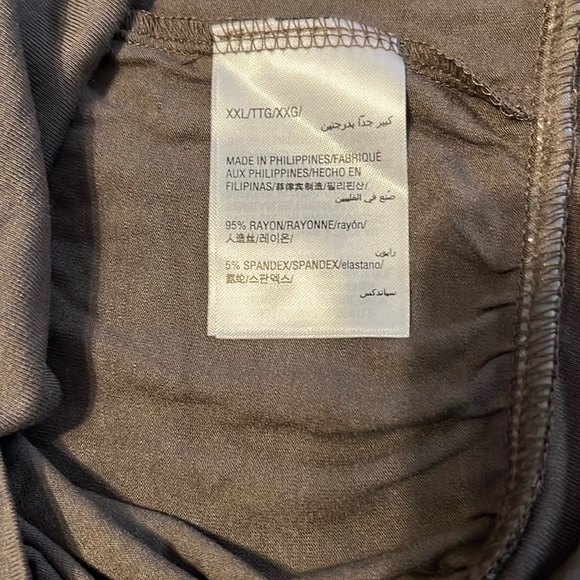 XXL/TTG/XXG/
كبير جدًا بدرجتين
MADE IN PHILIPPINES/FABRIQUÉ
AUX PHILIPPINES/HECHO EN
FILIPINAS/菲律宾制造/필리핀산/
صنع في الفلبين
95% RAYON/RAYONNE/rayón/
人造丝/레이온/
رايون
5% SPANDEX/SPANDEX/elastano/
氨纶/스판덱스/
سباندكس